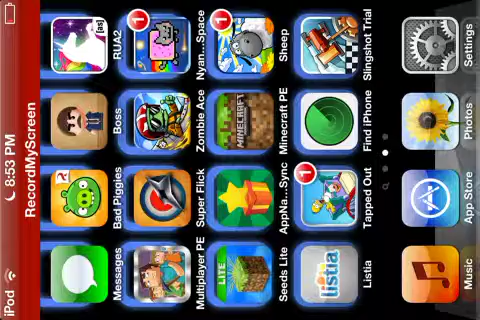 iPod 8:53 PM
RecordMyScreen
[as]
Messages Bad Piggies Boss RUA2
1
Multiplayer PE Super Flick Zombie Ace Nyan...Space
LITE MINECRAFT 1
Seeds Lite AppNa...Sync Minecraft PE Sheep
listia 1
Listia Tapped Out Find iPhone Slingshot Trial
Music App Store Photos Settings